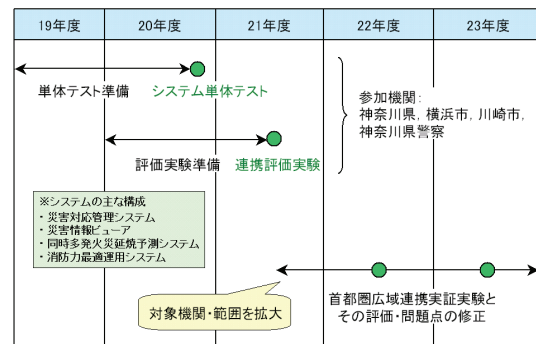 19年度 20年度 21年度 22年度 23年度
単体テスト準備 システム単体テスト
参加機関:
神奈川県, 横浜市, 川崎市,
神奈川県警察
評価実験準備 連携評価実験
※システムの主な構成
・災害対応管理システム
・災害情報ビューア
・同時多発火災延焼予測システム
・消防力最適運用システム
対象機関・範囲を拡大
首都圏広域連携実証実験と
その評価・問題点の修正